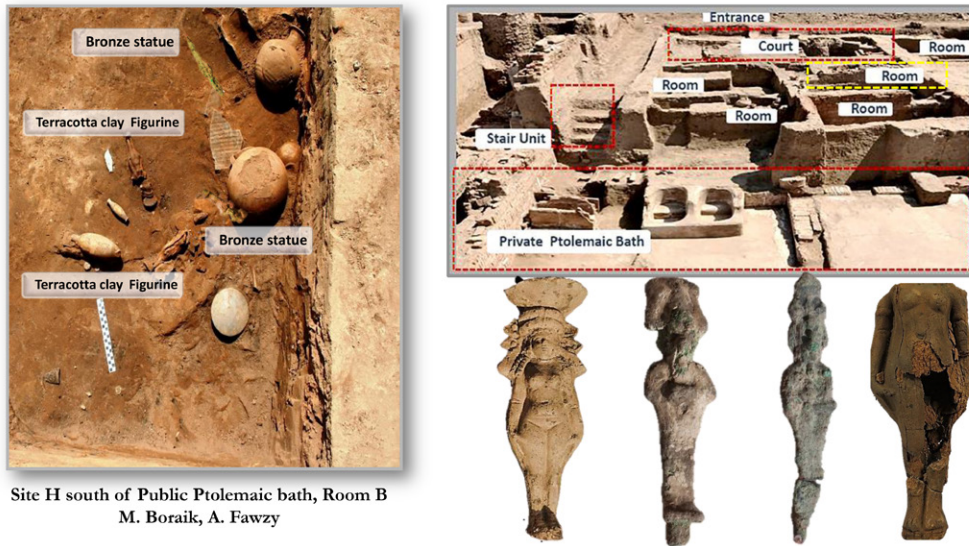 Bronze statue
Terracotta clay Figurine
Bronze statue
Terracotta clay Figurine
Site H south of Public Ptolemaic bath, Room B
M. Boraik, A. Fawzy
Entrance
Court
Room
Room
Room
Room
Room
Stair Unit
Private Ptolemaic Bath